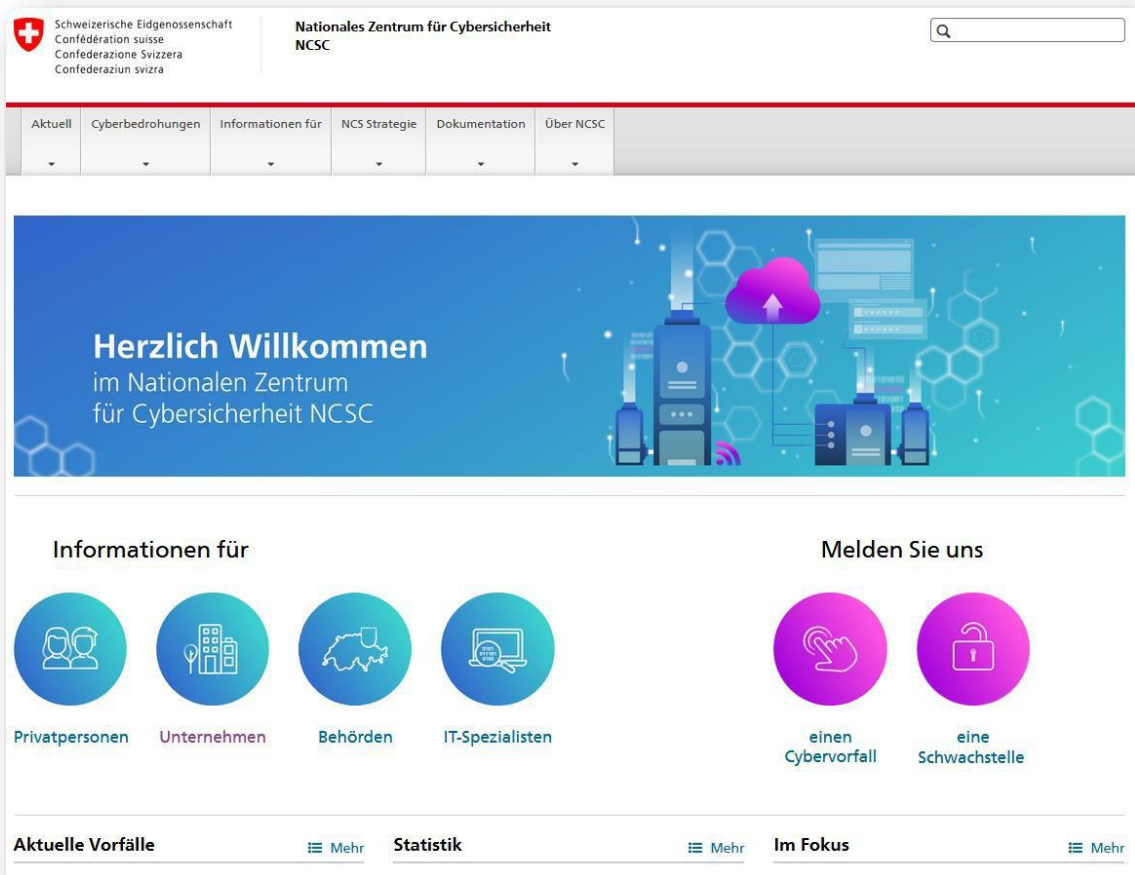 Schweizerische Eidgenossenschaft
Confédération suisse
Confederazione Svizzera
Confederaziun svizra
Nationales Zentrum für Cybersicherheit
NCSC
Aktuell
Cyberbedrohungen
Informationen für
NCS Strategie
Dokumentation
Über NCSC
Herzlich Willkommen
im Nationalen Zentrum
für Cybersicherheit NCSC
Informationen für
Privatpersonen
Unternehmen
Behörden
IT-Spezialisten
Melden Sie uns
einen
Cybervorfall
eine
Schwachstelle
Aktuelle Vorfälle
Mehr
Statistik
Mehr
Im Fokus
Mehr